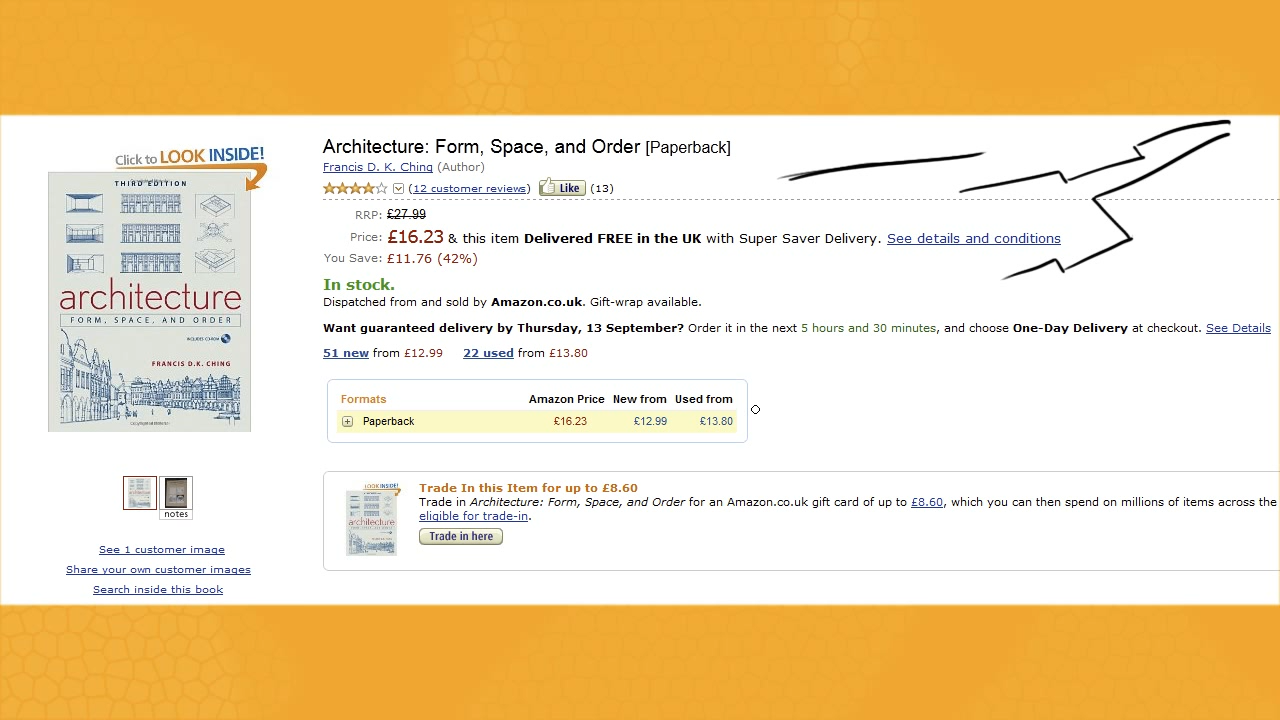 Click to LOOK INSIDE!
THIRD EDITION
architecture
FORM, SPACE, AND ORDER
INCLUDES CD-ROM
FRANCIS D.K. CHING
notes
See 1 customer image
Share your own customer images
Search inside this book
Architecture: Form, Space, and Order [Paperback]
Francis D. K. Ching (Author)
(12 customer reviews) Like (13)
RRP: £27.99
Price: £16.23 & this item Delivered FREE in the UK with Super Saver Delivery. See details and conditions
You Save: £11.76 (42%)
In stock.
Dispatched from and sold by Amazon.co.uk. Gift-wrap available.
Want guaranteed delivery by Thursday, 13 September? Order it in the next 5 hours and 30 minutes, and choose One-Day Delivery at checkout. See Details
51 new from £12.99 22 used from £13.80
Formats Amazon Price New from Used from
Paperback £16.23 £12.99 £13.80
LOOK INSIDE!
architecture
Trade In this Item for up to £8.60
Trade in Architecture: Form, Space, and Order for an Amazon.co.uk gift card of up to £8.60, which you can then spend on millions of items across the
eligible for trade-in.
Trade in here